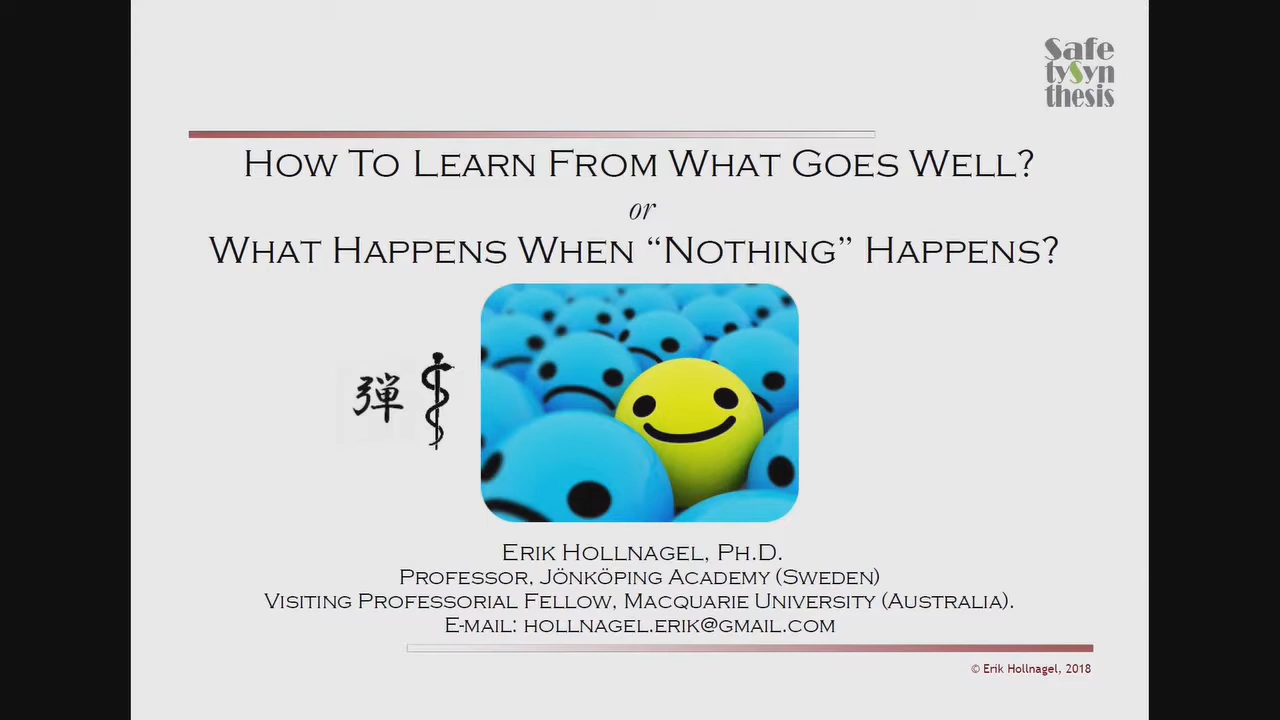 Safe
tySyn
thesis
HOW TO LEARN FROM WHAT GOES WELL?
or
WHAT HAPPENS WHEN “NOTHING” HAPPENS?
弾
ERIK HOLLNAGEL, PH.D.
PROFESSOR, JÖNKÖPING ACADEMY (SWEDEN)
VISITING PROFESSORIAL FELLOW, MACQUARIE UNIVERSITY (AUSTRALIA).
E-MAIL: HOLLNAGEL.ERIK@GMAIL.COM
© Erik Hollnagel, 2018